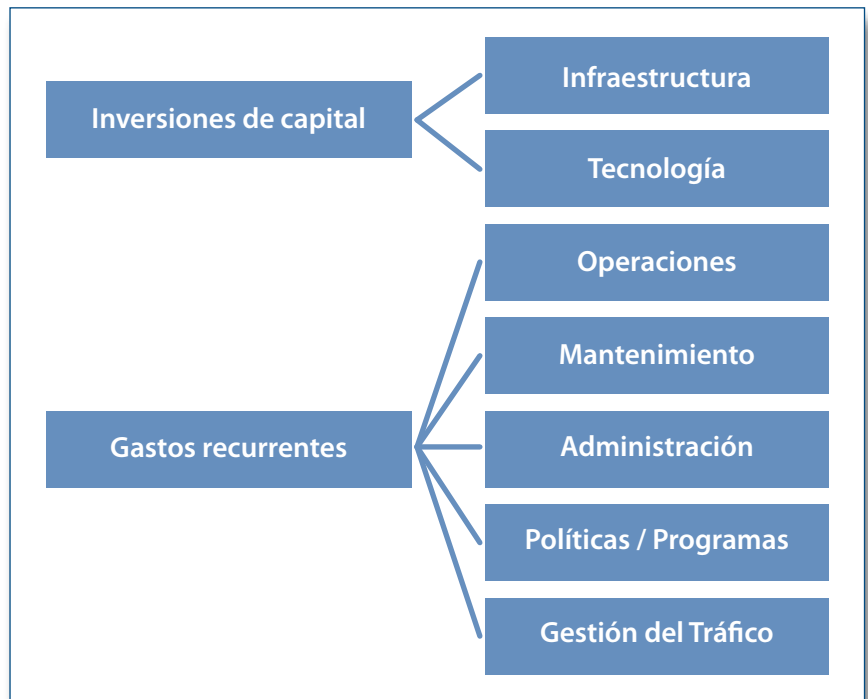 Inversiones de capital
Infraestructura
Tecnología
Gastos recurrentes
Operaciones
Mantenimiento
Administración
Políticas / Programas
Gestión del Tráfico